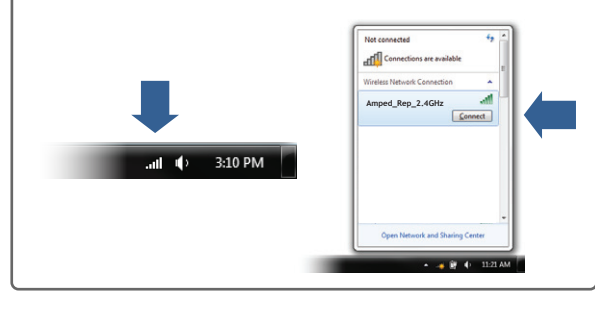 3:10 PM
Not connected
Connections are available
Wireless Network Connection
Amped_Rep_2.4GHz
Connect
Open Network and Sharing Center
11:21 AM